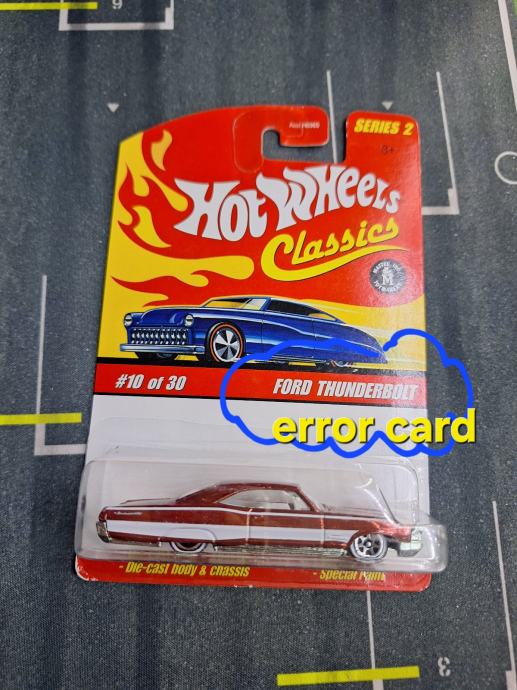 SERIES 2
8+
Hot Wheels
Classics
#10 of 30
FORD THUNDERBOLT
error card
- Die-cast body & chassis
- Special Paint